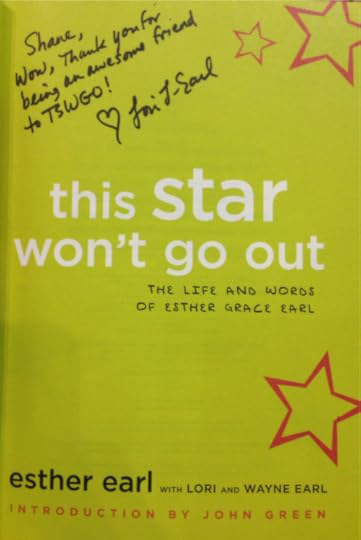 Shane,
Wow, Thank you for
being an awesome friend
to TSWGO!
♡ Lori L-Earl
this star
won't go out
THE LIFE AND WORDS
OF ESTHER GRACE EARL
esther earl WITH LORI AND WAYNE EARL
INTRODUCTION BY JOHN GREEN